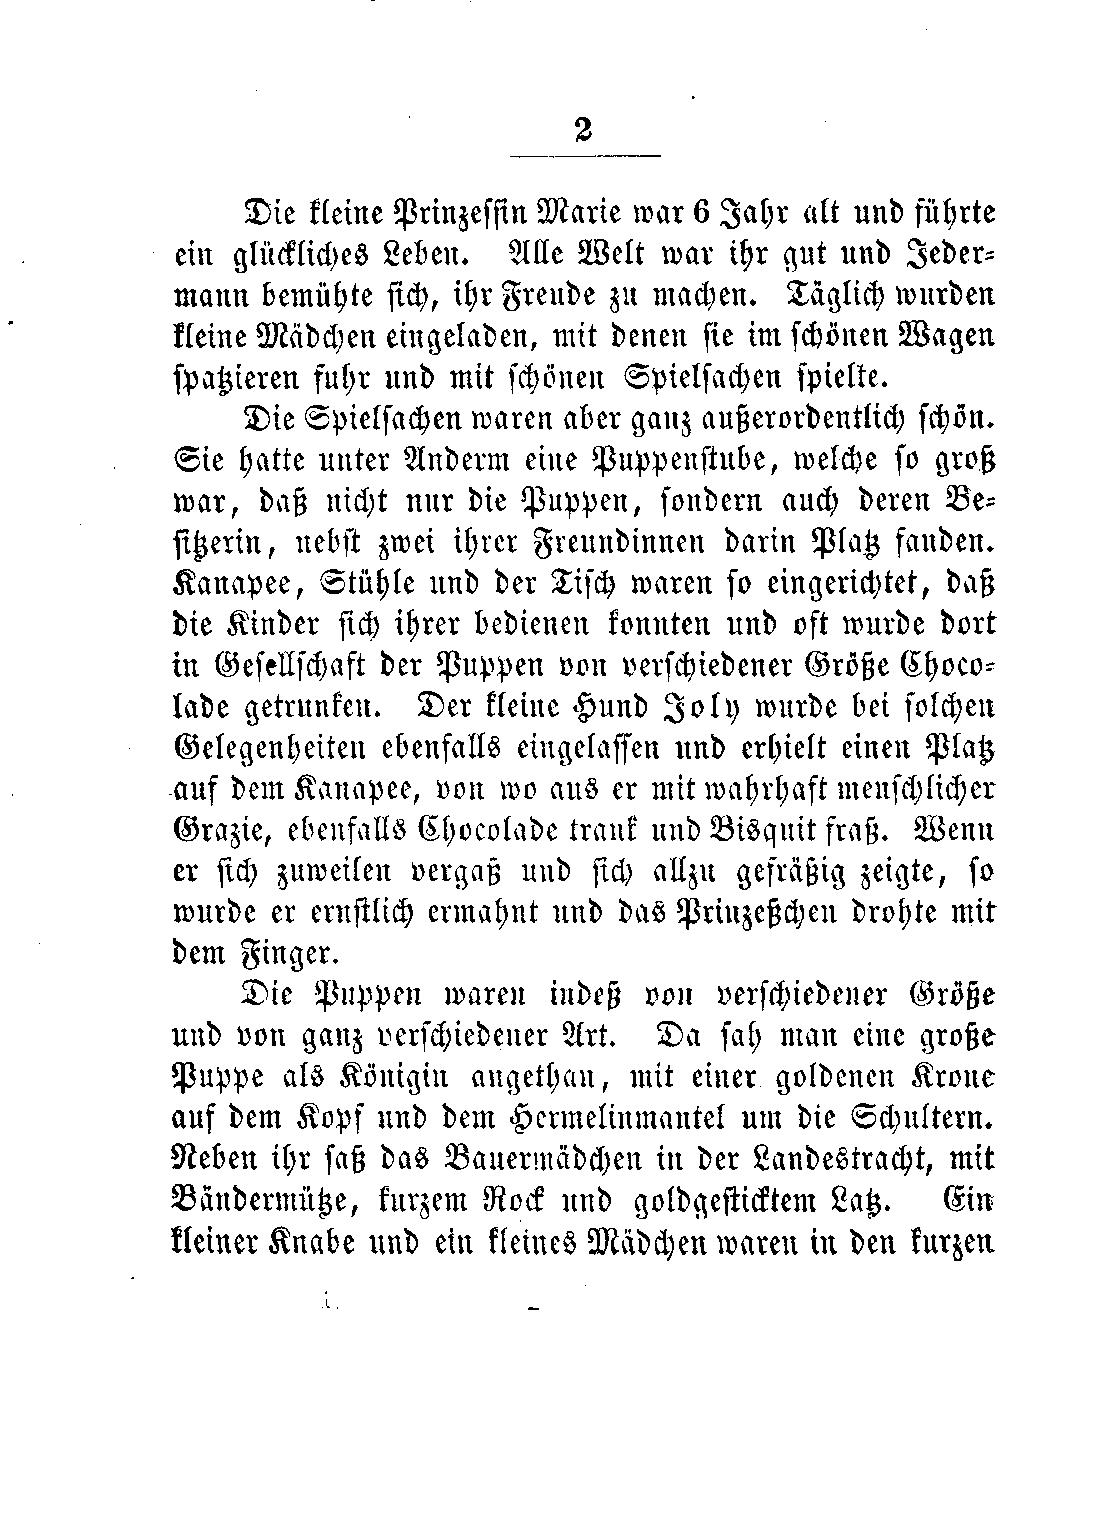 2
Die kleine Prinzessin Marie war 6 Jahr alt und führte
ein glückliches Leben. Alle Welt war ihr gut und Jeder-
mann bemühte sich, ihr Freude zu machen. Täglich wurden
kleine Mädchen eingeladen, mit denen sie im schönen Wagen
spatzieren fuhr und mit schönen Spielsachen spielte.
Die Spielsachen waren aber ganz außerordentlich schön.
Sie hatte unter Anderm eine Puppenstube, welche so groß
war, daß nicht nur die Puppen, sondern auch deren Be-
sitzerin, nebst zwei ihrer Freundinnen darin Platz fanden.
Kanapee, Stühle und der Tisch waren so eingerichtet, daß
die Kinder sich ihrer bedienen konnten und oft wurde dort
in Gesellschaft der Puppen von verschiedener Größe Choco-
lade getrunken. Der kleine Hund Joly wurde bei solchen
Gelegenheiten ebenfalls eingelassen und erhielt einen Platz
auf dem Kanapee, von wo aus er mit wahrhaft menschlicher
Grazie, ebenfalls Chocolade trank und Bisquit fraß. Wenn
er sich zuweilen vergaß und sich allzu gefräßig zeigte, so
wurde er ernstlich ermahnt und das Prinzeßchen drohte mit
dem Finger.
Die Puppen waren indeß von verschiedener Größe
und von ganz verschiedener Art. Da sah man eine große
Puppe als Königin angethan, mit einer goldenen Krone
auf dem Kopf und dem Hermelinmantel um die Schultern.
Neben ihr saß das Bauermädchen in der Landestracht, mit
Bändermütze, kurzem Rock und goldgesticktem Latz. Ein
kleiner Knabe und ein kleines Mädchen waren in den kurzen